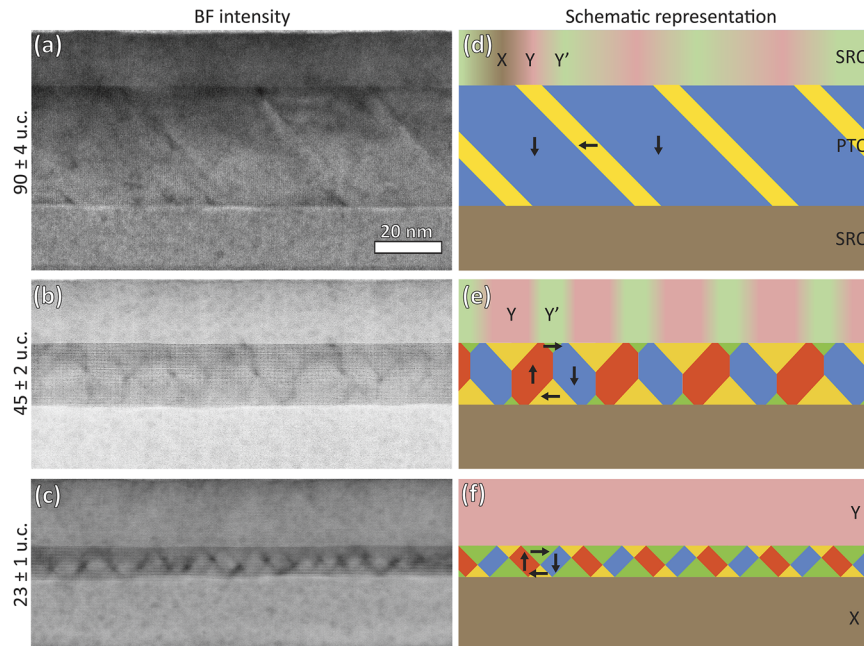 BF intensity
Schematic representation
(a)
90 ± 4 u.c.
20 nm
(d)
X
Y
Y'
SRO
PTO
SRO
(b)
45 ± 2 u.c.
(e)
Y
Y'
(c)
23 ± 1 u.c.
(f)
Y
X